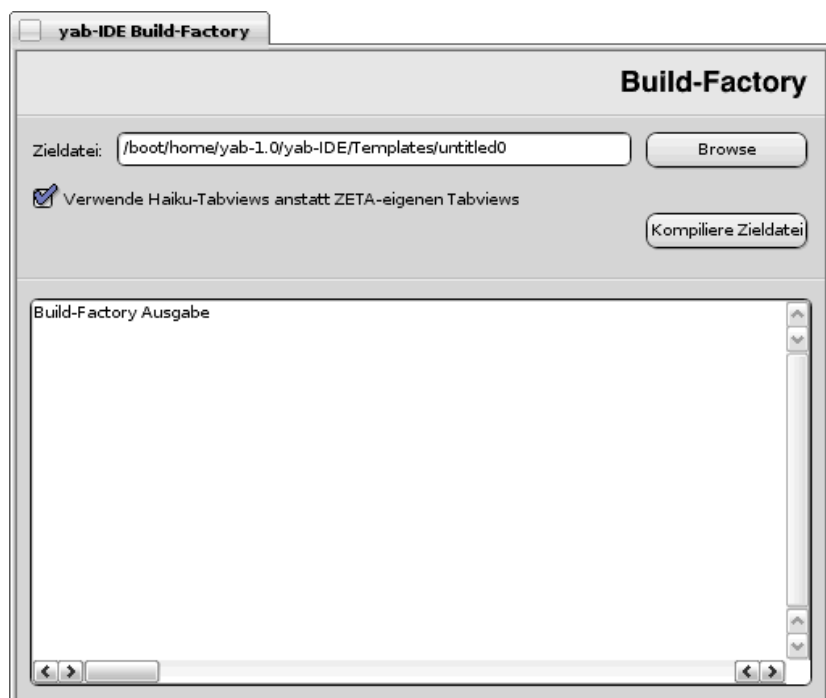 yab-IDE Build-Factory
Build-Factory
Zieldatei: /boot/home/yab-1.0/yab-IDE/Templates/untitled0 Browse
Verwende Haiku-Tabviews anstatt ZETA-eigenen Tabviews
Kompiliere Zieldatei
Build-Factory Ausgabe